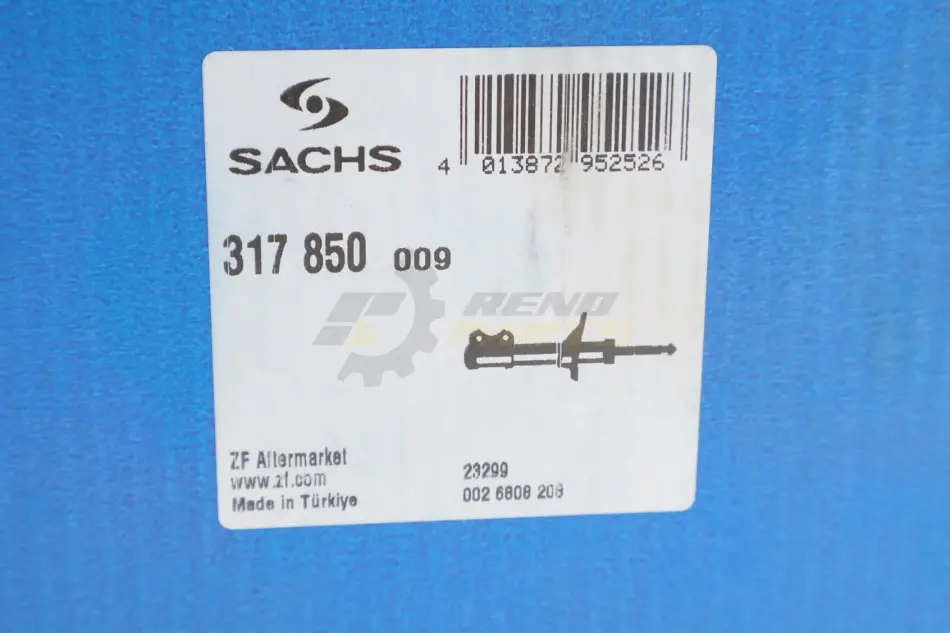 SACHS
4 013872 952526
317 850 009
RENO
PARTS
ZF Aftermarket
www.zf.com
Made in Türkiye
23299
002 6808 208